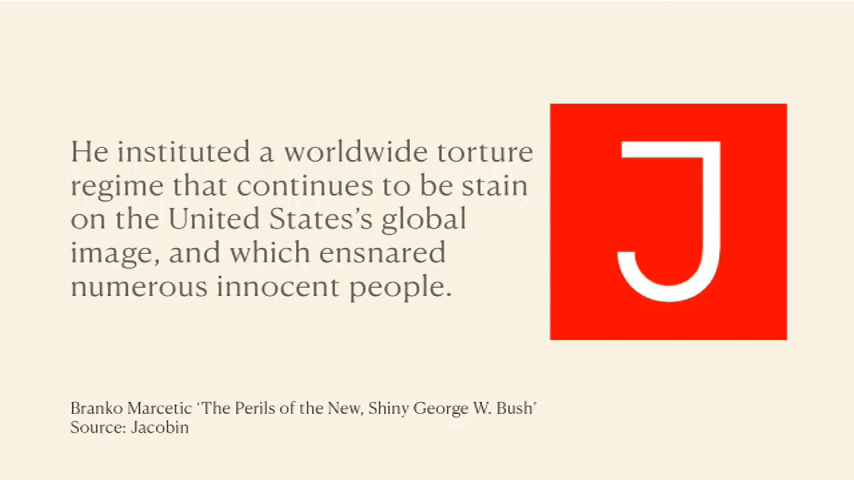 He instituted a worldwide torture
regime that continues to be stain
on the United States’s global
image, and which ensnared
numerous innocent people.
J
Branko Marcetic ‘The Perils of the New, Shiny George W. Bush’
Source: Jacobin